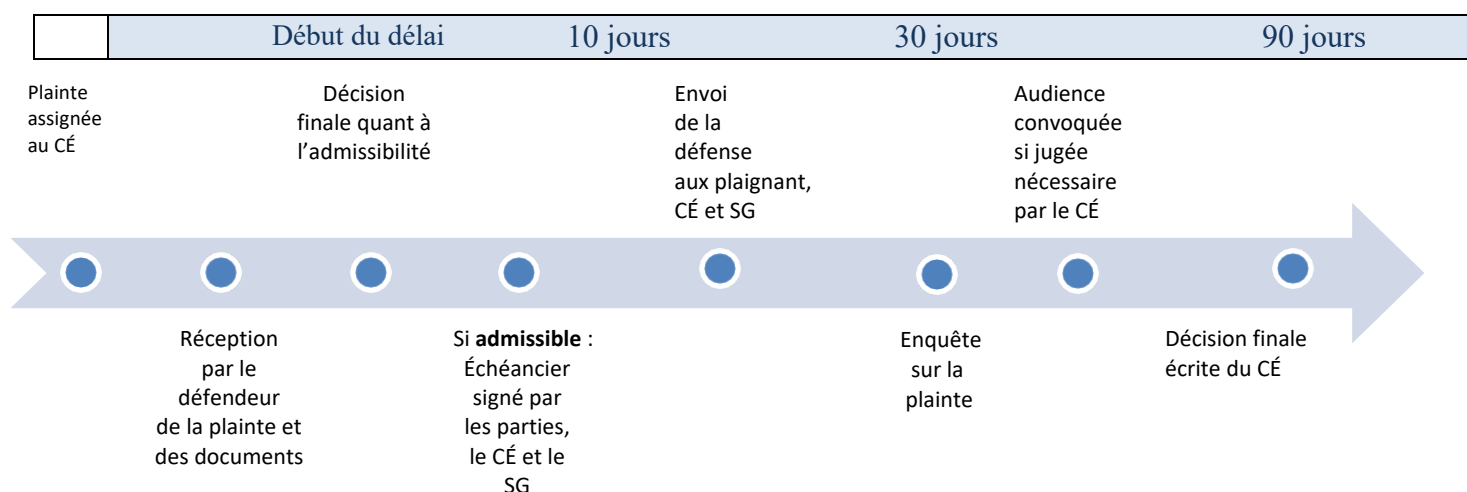 Début du délai 10 jours 30 jours 90 jours
Plainte
assignée
au CÉ
Décision
finale quant à
l’admissibilité
Envoi
de la
défense
aux plaignant,
CÉ et SG
Audience
convoquée
si jugée
nécessaire
par le CÉ
Réception
par le
défendeur
de la plainte et
des documents
Si admissible :
Échéancier
signé par
les parties,
le CÉ et le
SG
Enquête
sur la
plainte
Décision finale
écrite du CÉ